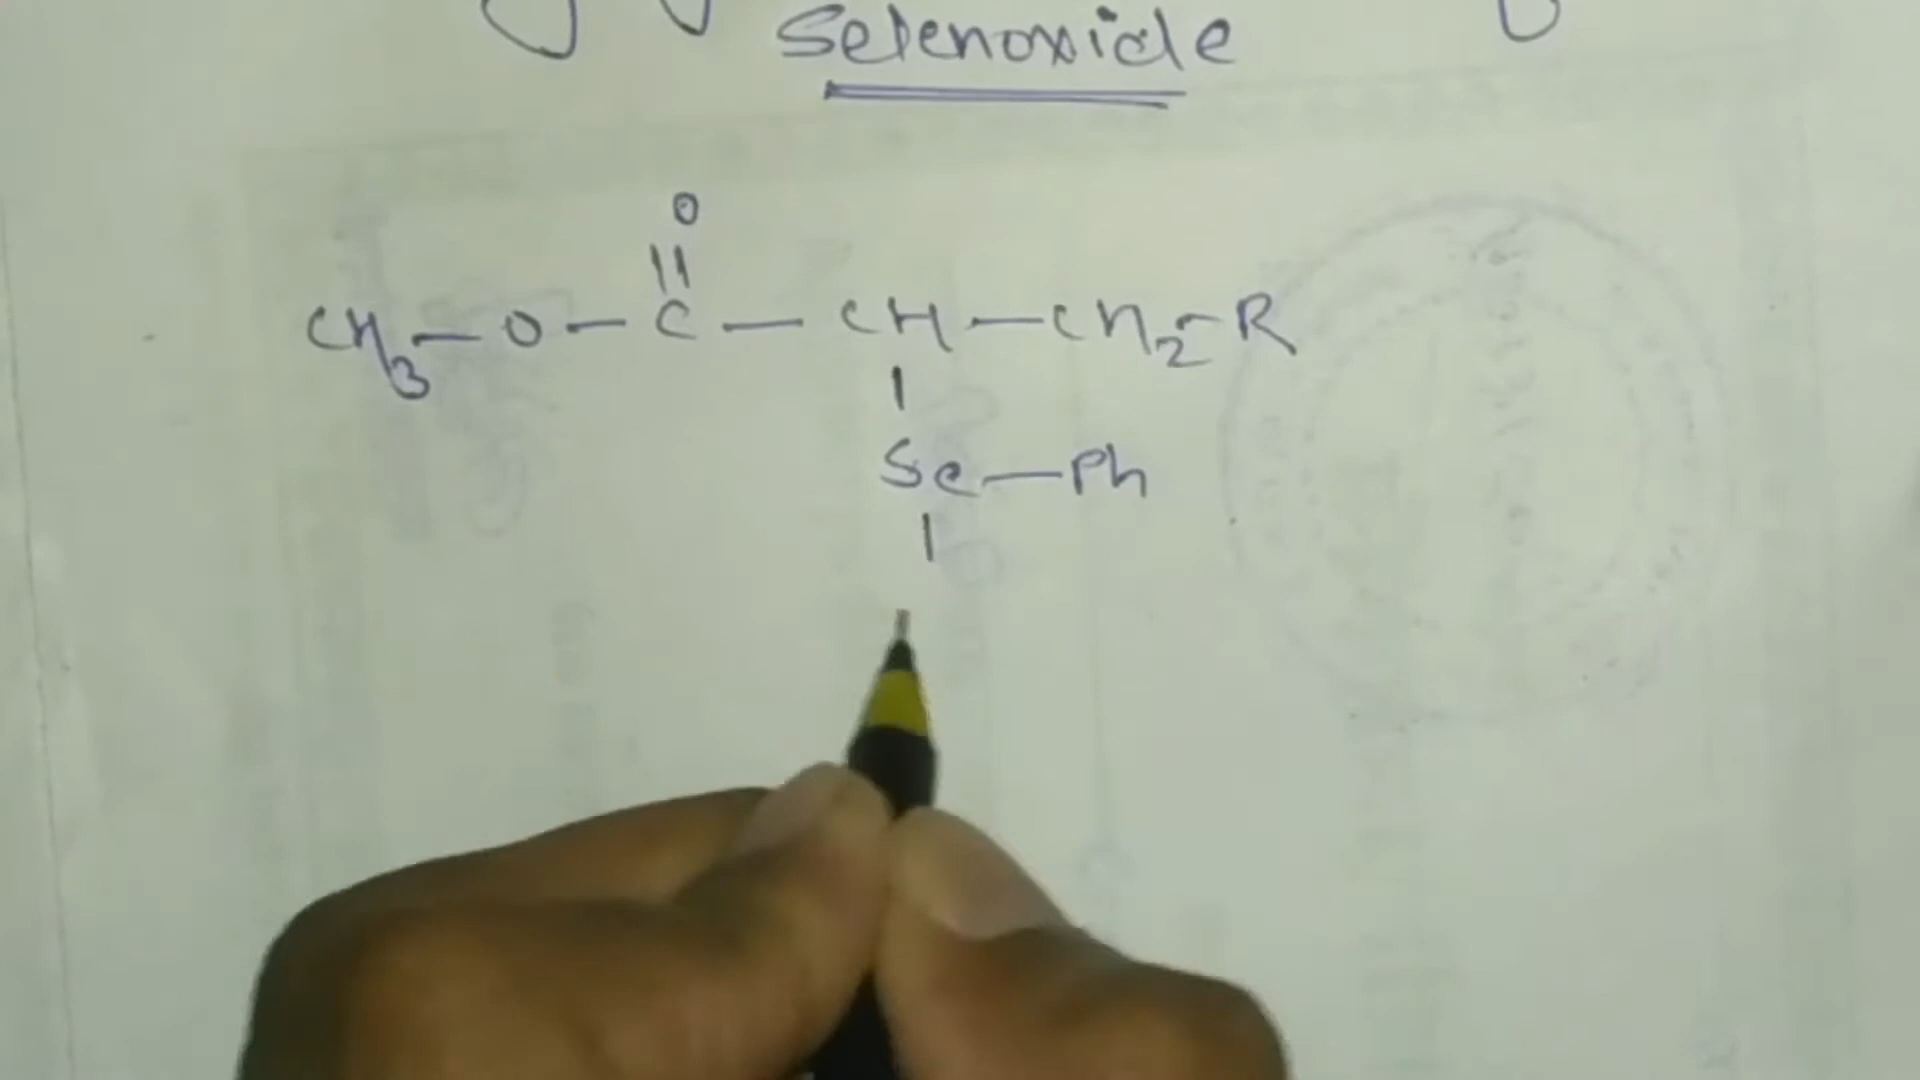 Selenoxide
O
||
CH3 — O — C — CH — CH2 — R
|
Se — Ph
|